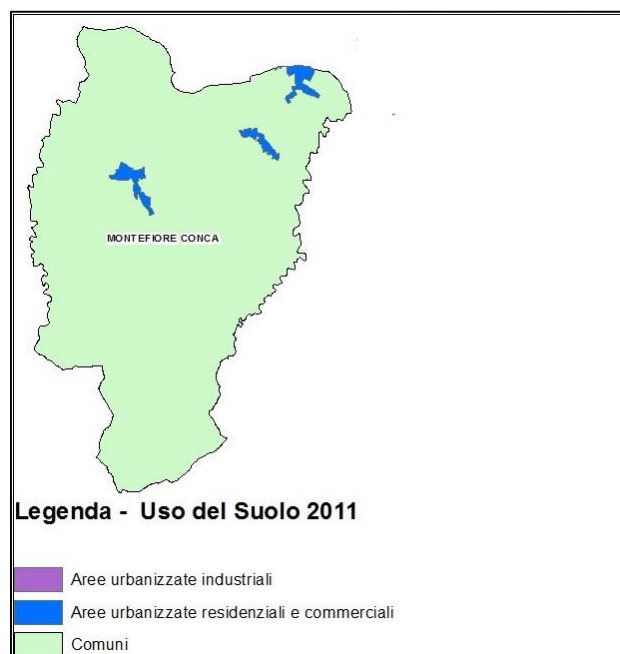 MONTEFIORE CONCA
Legenda - Uso del Suolo 2011
Aree urbanizzate industriali
Aree urbanizzate residenziali e commerciali
Comuni